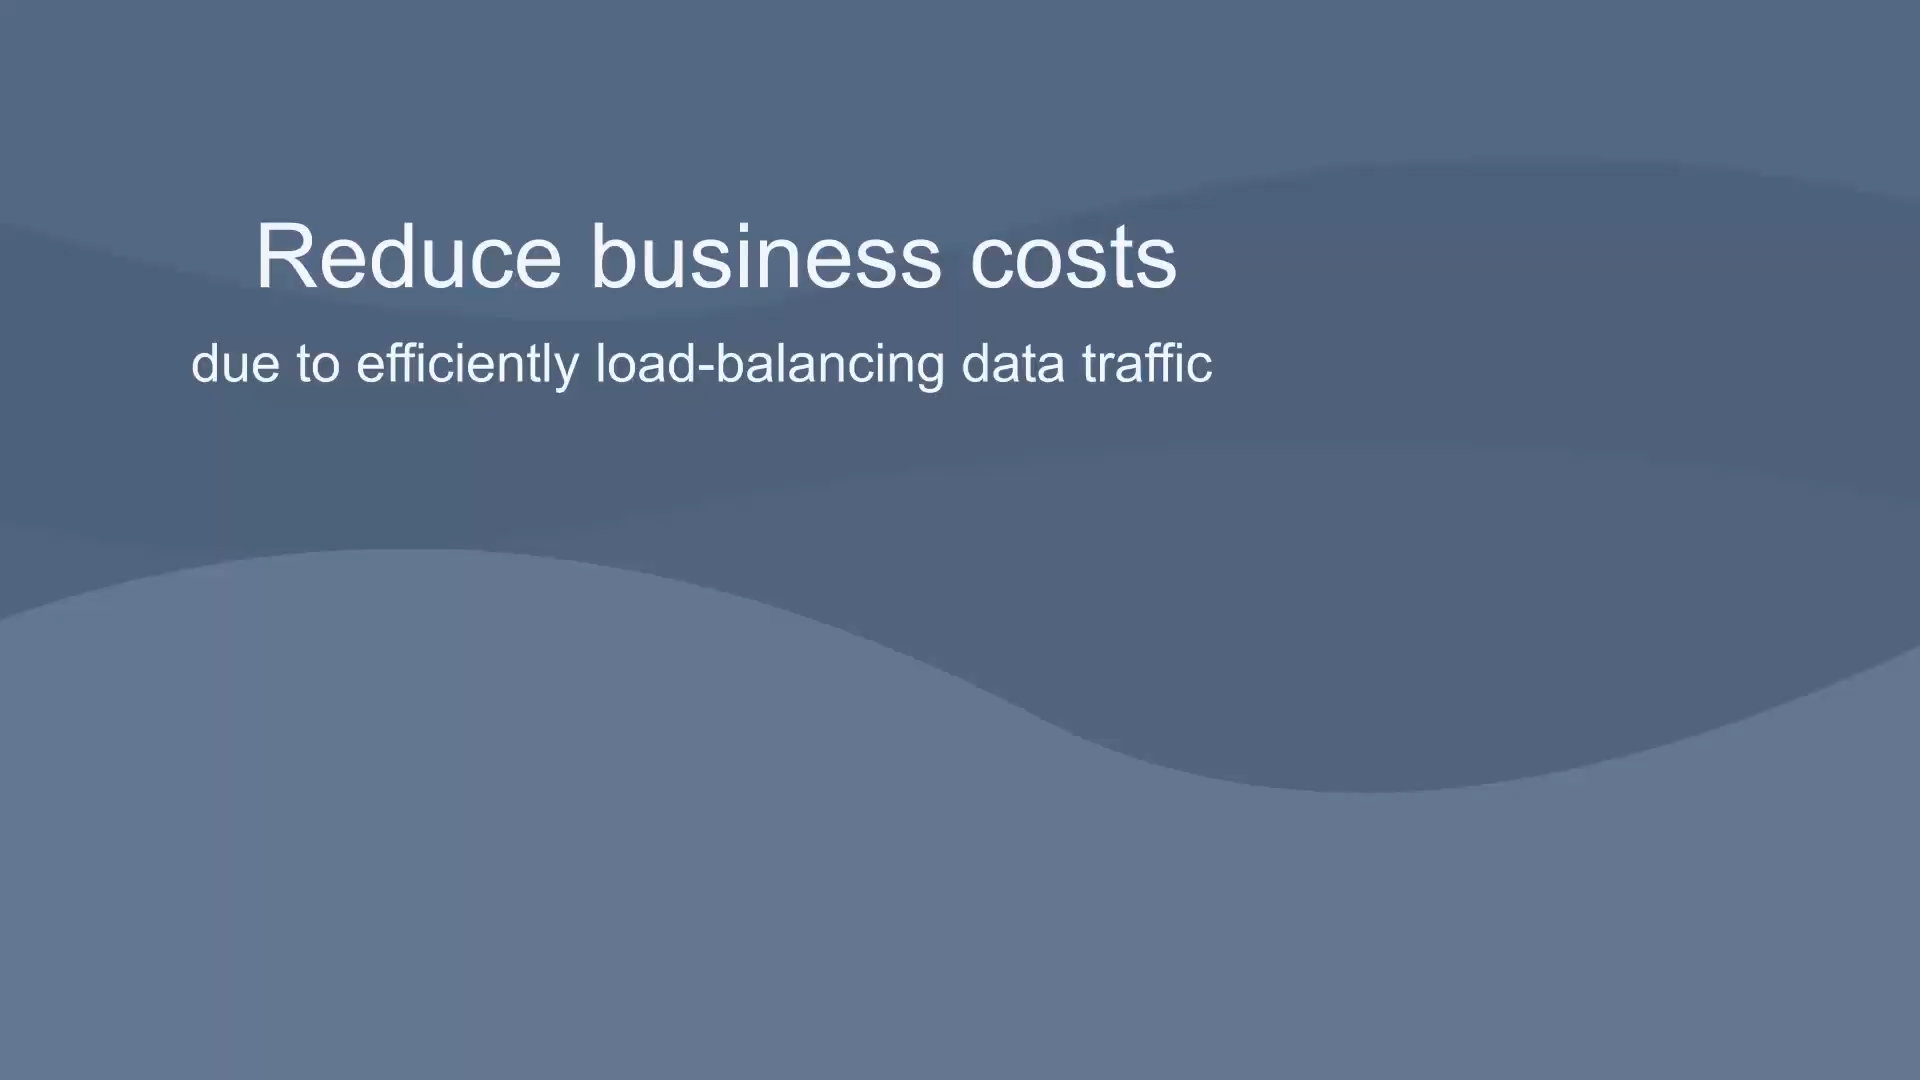 Reduce business costs
due to efficiently load-balancing data traffic